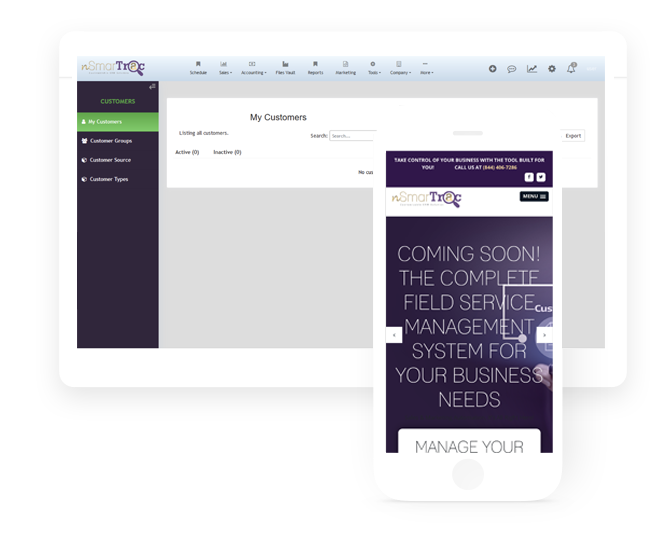 nSmarTrac
Schedule Sales Accounting Files Vault Reports Marketing Tools Company More
CUSTOMERS
My Customers
Customer Groups
Customer Source
Customer Types
My Customers
Listing all customers.
Search: Search...
Export
Active (0) Inactive (0)
No cus
TAKE CONTROL OF YOUR BUSINESS WITH THE TOOL BUILT FOR
YOU! CALL US AT (844) 406-7286
nSmarTrac
MENU
COMING SOON!
THE COMPLETE
FIELD SERVICE
MANAGEMENT
SYSTEM FOR
YOUR BUSINESS
NEEDS
Cus
MANAGE YOUR